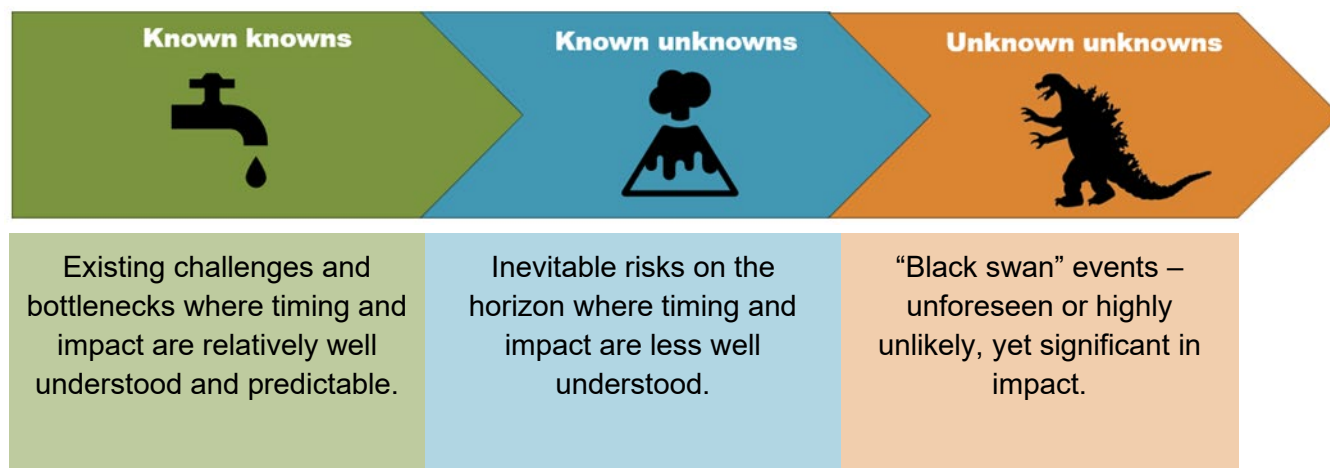 Known knowns
Known unknowns
Unknown unknowns
Existing challenges and
bottlenecks where timing and
impact are relatively well
understood and predictable.
Inevitable risks on the
horizon where timing and
impact are less well
understood.
“Black swan” events –
unforeseen or highly
unlikely, yet significant in
impact.